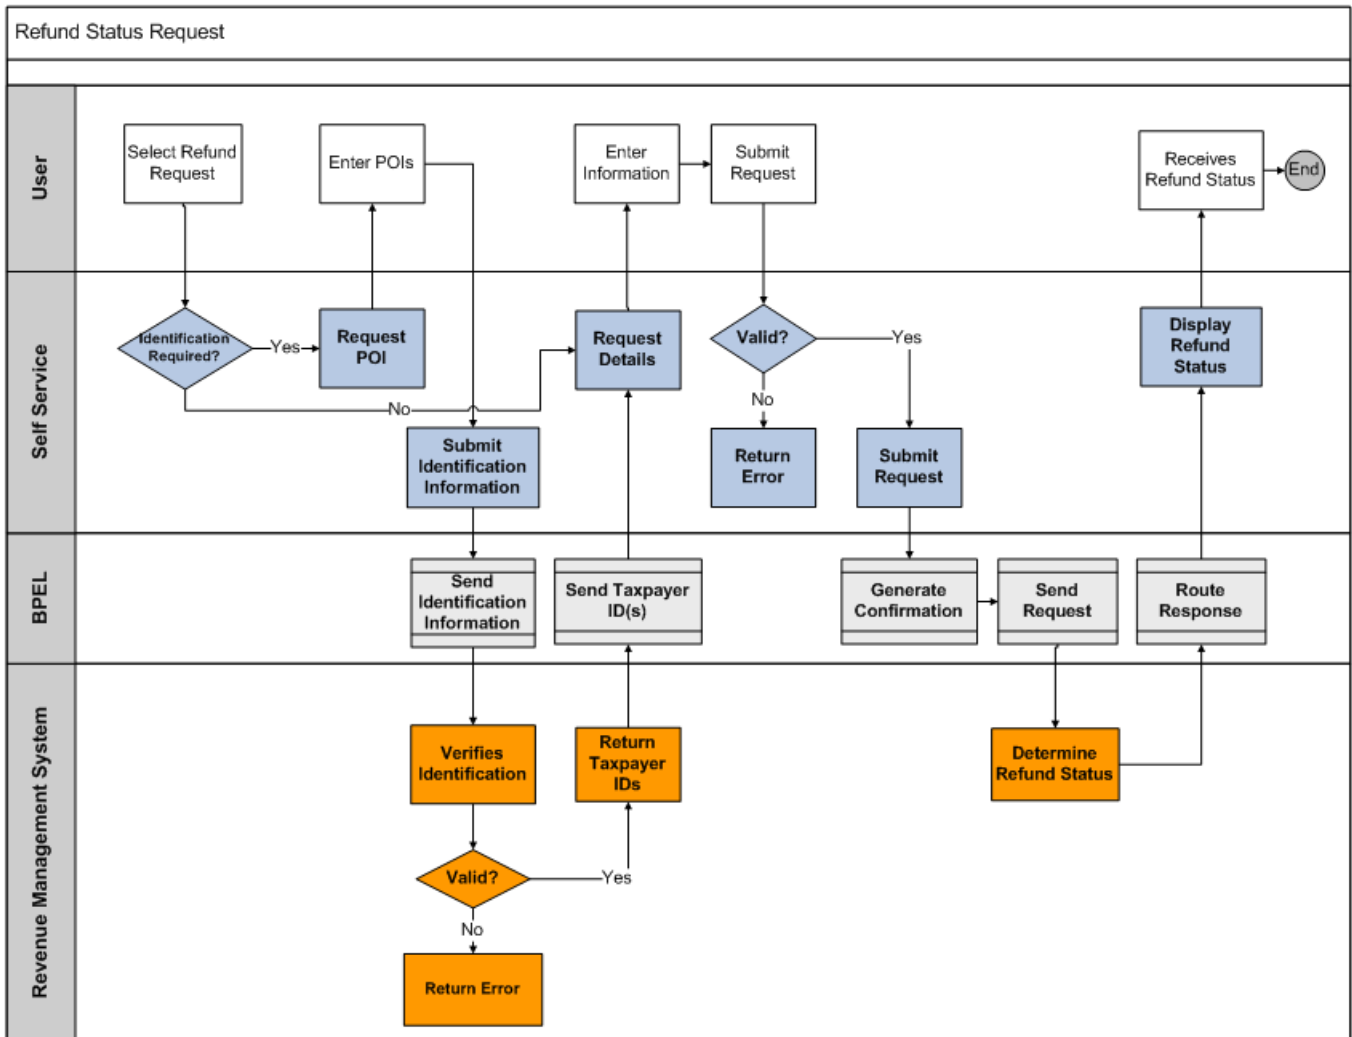 Refund Status Request
User
Select Refund
Request
Enter POIs
Enter
Information
Submit
Request
Receives
Refund Status
End
Self Service
Identification
Required?
Yes
Request
POI
Request
Details
Valid?
Yes
Display
Refund
Status
No
No
Submit
Identification
Information
Return
Error
Submit
Request
BPEL
Send
Identification
Information
Send Taxpayer
ID(s)
Generate
Confirmation
Send
Request
Route
Response
Revenue Management System
Verifies
Identification
Return
Taxpayer
IDs
Determine
Refund Status
Valid?
Yes
No
Return Error